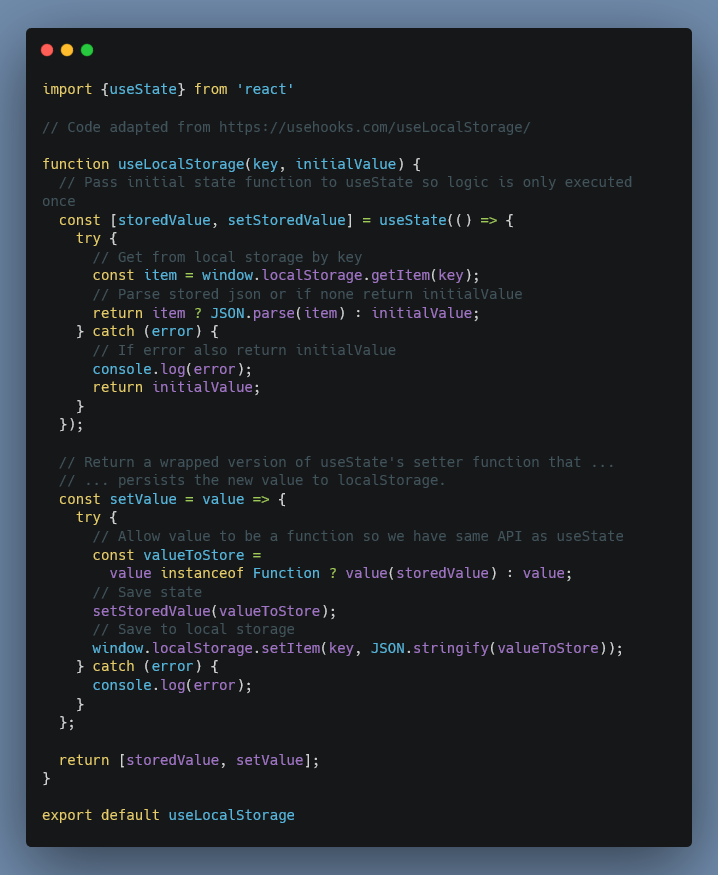 import {useState} from 'react'

// Code adapted from https://usehooks.com/useLocalStorage/

function useLocalStorage(key, initialValue) {
  // Pass initial state function to useState so logic is only executed
once
  const [storedValue, setStoredValue] = useState(() => {
    try {
      // Get from local storage by key
      const item = window.localStorage.getItem(key);
      // Parse stored json or if none return initialValue
      return item ? JSON.parse(item) : initialValue;
    } catch (error) {
      // If error also return initialValue
      console.log(error);
      return initialValue;
    }
  });

  // Return a wrapped version of useState's setter function that ...
  // ... persists the new value to localStorage.
  const setValue = value => {
    try {
      // Allow value to be a function so we have same API as useState
      const valueToStore =
        value instanceof Function ? value(storedValue) : value;
      // Save state
      setStoredValue(valueToStore);
      // Save to local storage
      window.localStorage.setItem(key, JSON.stringify(valueToStore));
    } catch (error) {
      console.log(error);
    }
  };

  return [storedValue, setValue];
}

export default useLocalStorage